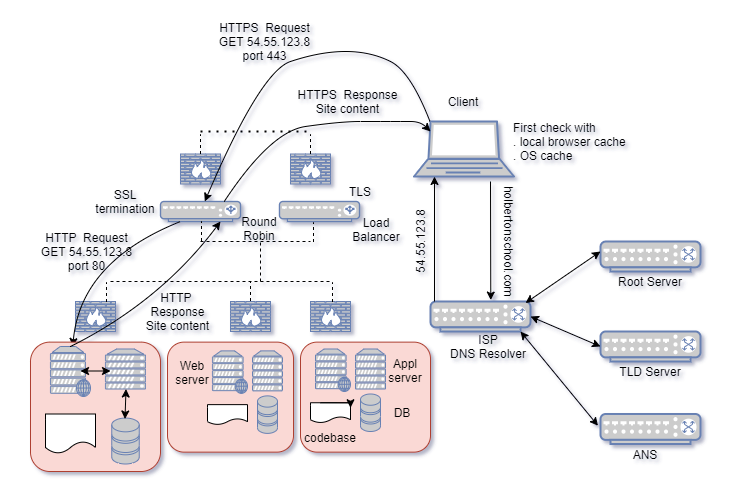 HTTPS Request
GET 54.55.123.8
port 443
HTTPS Response
Site content
Client
First check with
. local browser cache
. OS cache
SSL
termination
TLS
Load
Balancer
Round
Robin
HTTP Request
GET 54.55.123.8
port 80
HTTP
Response
Site content
54.55.123.8
holbertonschool.com
Root Server
ISP
DNS Resolver
TLD Server
ANS
Web
server
Appl
server
DB
codebase